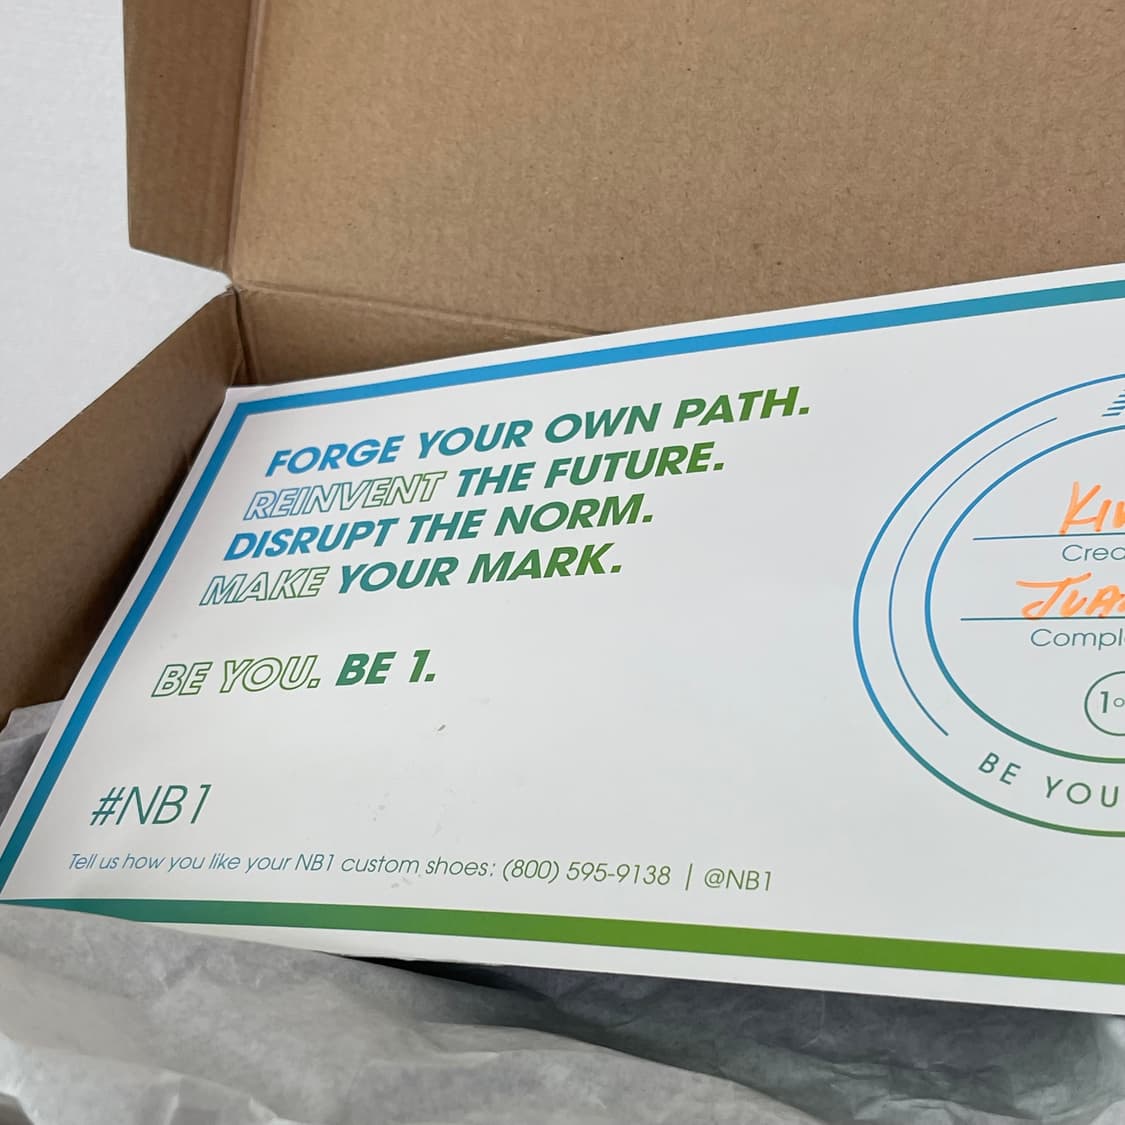 FORGE YOUR OWN PATH.
REINVENT THE FUTURE.
DISRUPT THE NORM.
MAKE YOUR MARK.
BE YOU. BE 1.
#NB1
Tell us how you like your NB1 custom shoes: (800) 595-9138 | @NB1
BE YOU